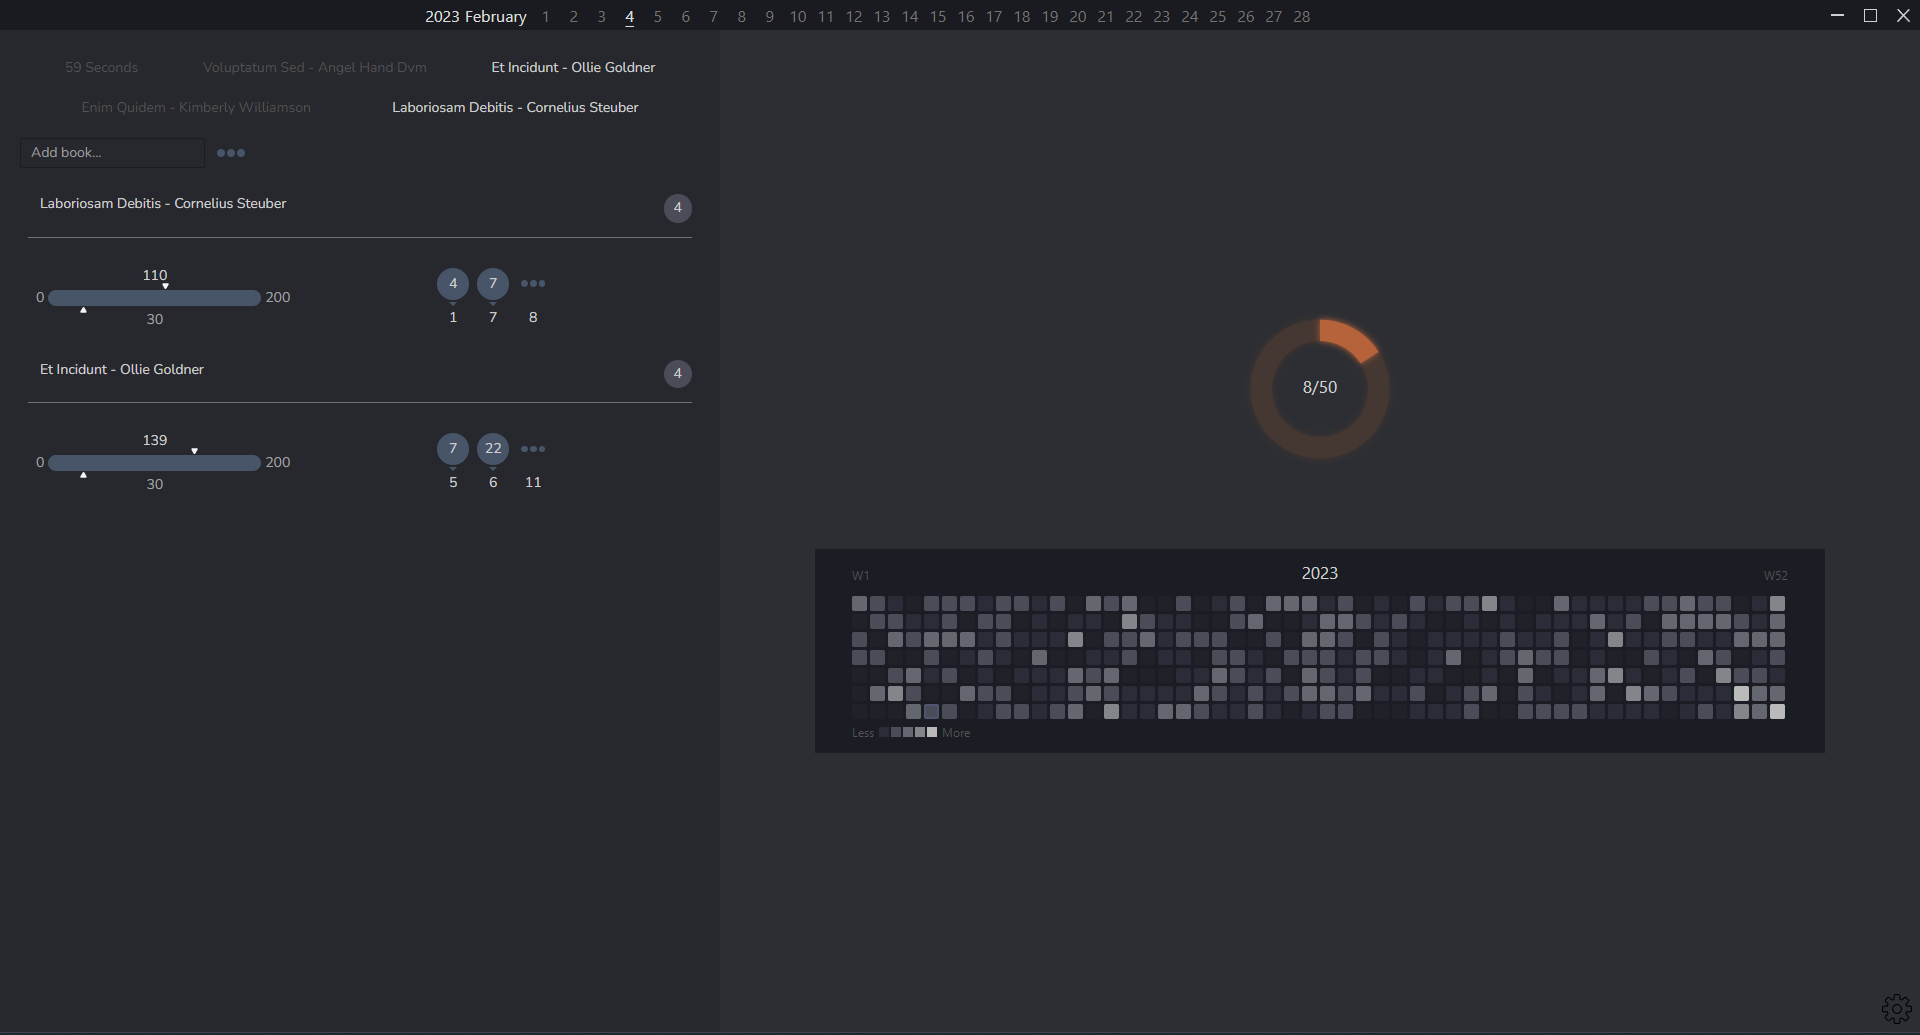 2023 February 1 2 3 4 5 6 7 8 9 10 11 12 13 14 15 16 17 18 19 20 21 22 23 24 25 26 27 28
59 Seconds Voluptatum Sed - Angel Hand Dvm Et Incidunt - Ollie Goldner
Enim Quidem - Kimberly Williamson Laboriosam Debitis - Cornelius Steuber
Add book...
Laboriosam Debitis - Cornelius Steuber 4
110
0 200
30
4 7
1 7 8
Et Incidunt - Ollie Goldner 4
139
0 200
30
7 22
5 6 11
8/50
W1 2023 W52
Less More